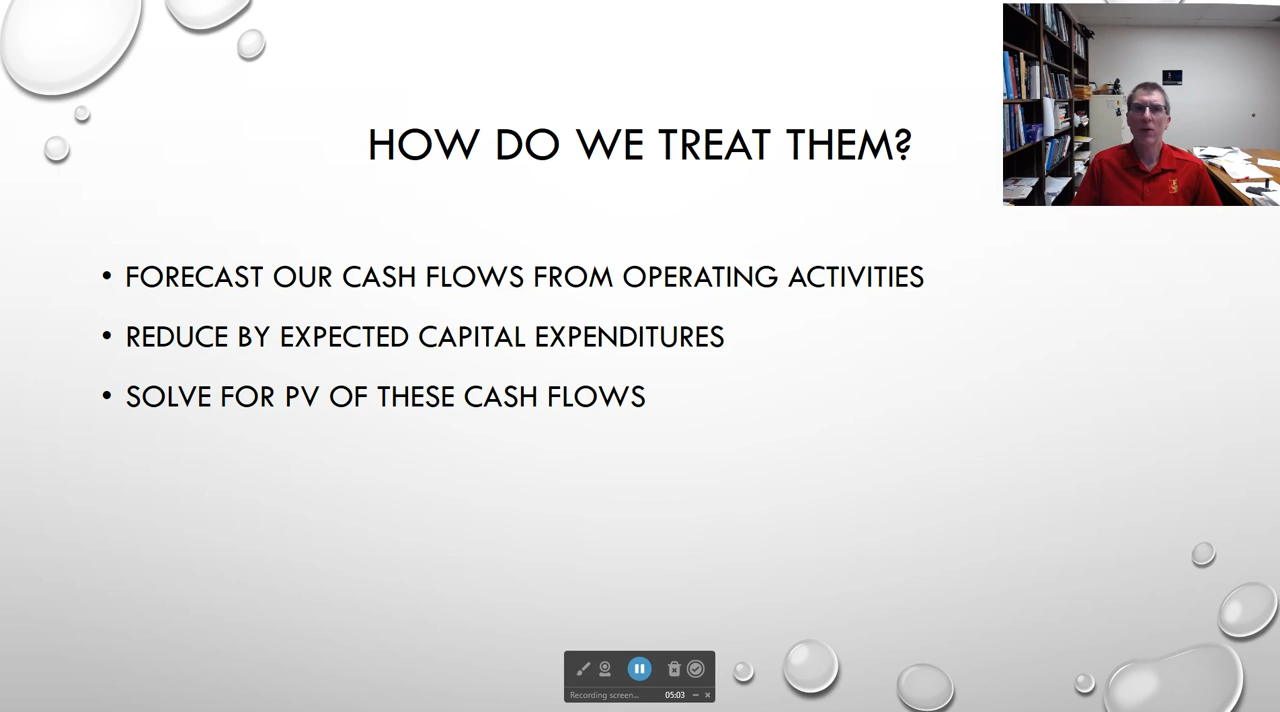 HOW DO WE TREAT THEM?
• FORECAST OUR CASH FLOWS FROM OPERATING ACTIVITIES
• REDUCE BY EXPECTED CAPITAL EXPENDITURES
• SOLVE FOR PV OF THESE CASH FLOWS
Recording screen... 05:03